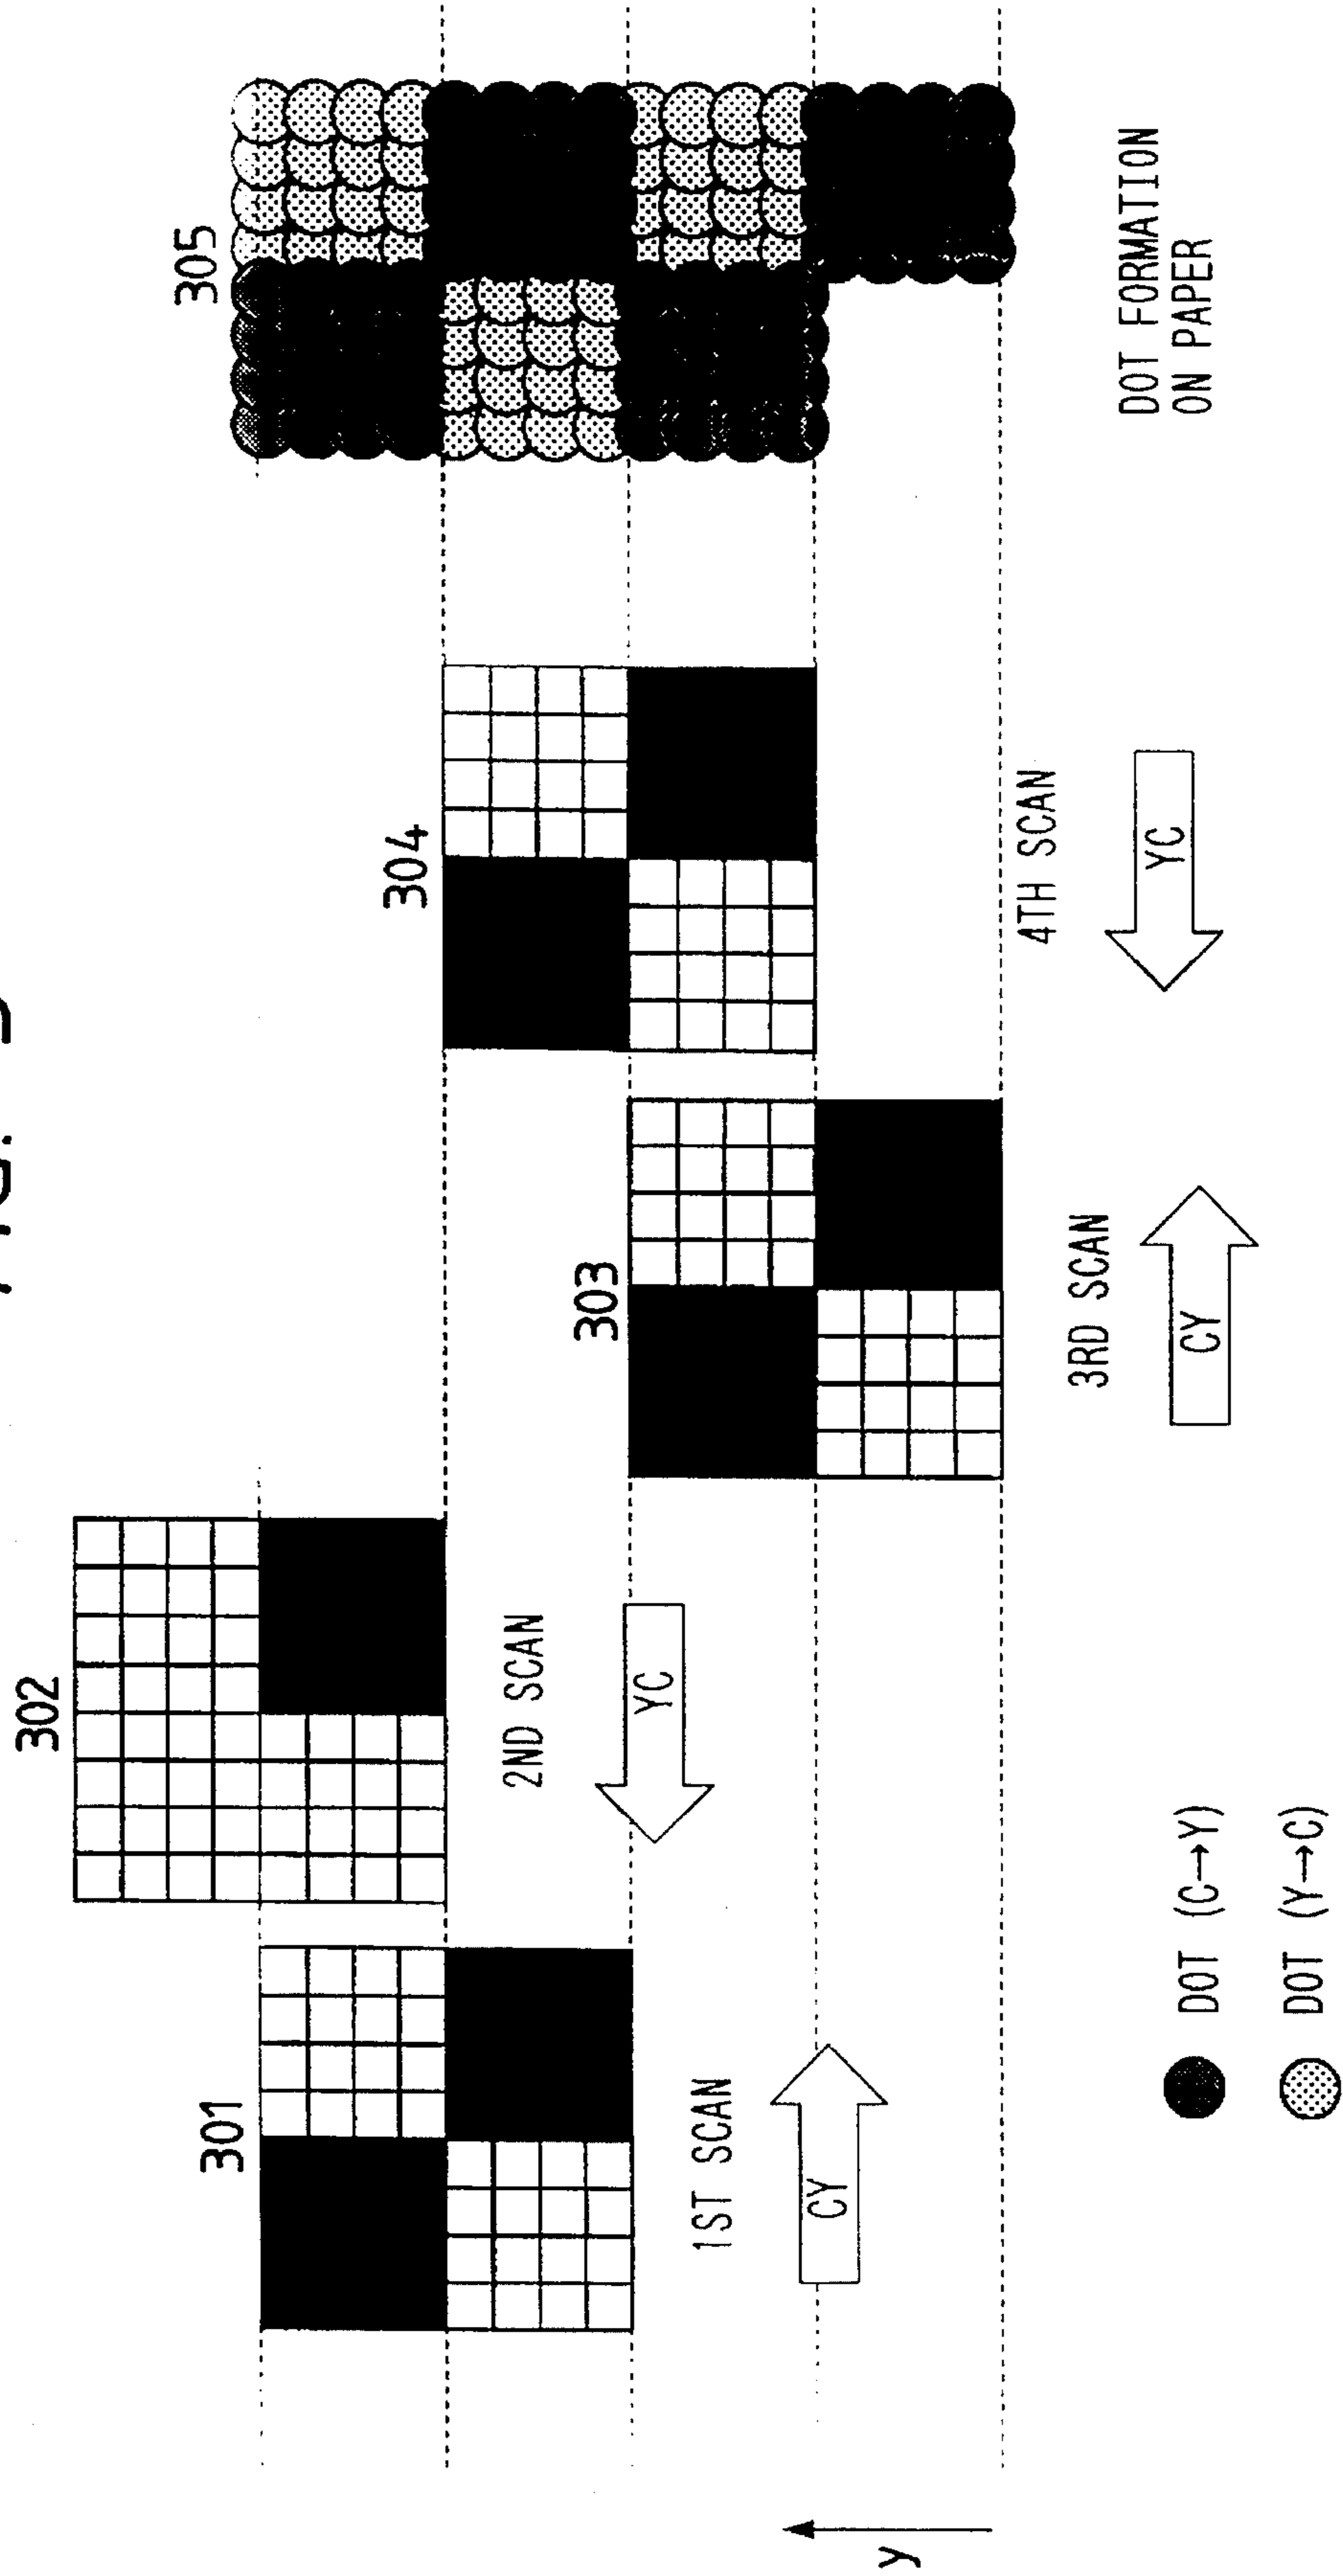 302
305
301
304
303
2ND SCAN
YC
1ST SCAN
CY
4TH SCAN
YC
3RD SCAN
CY
DOT FORMATION
ON PAPER
y
DOT (C→Y)
DOT (Y→C)